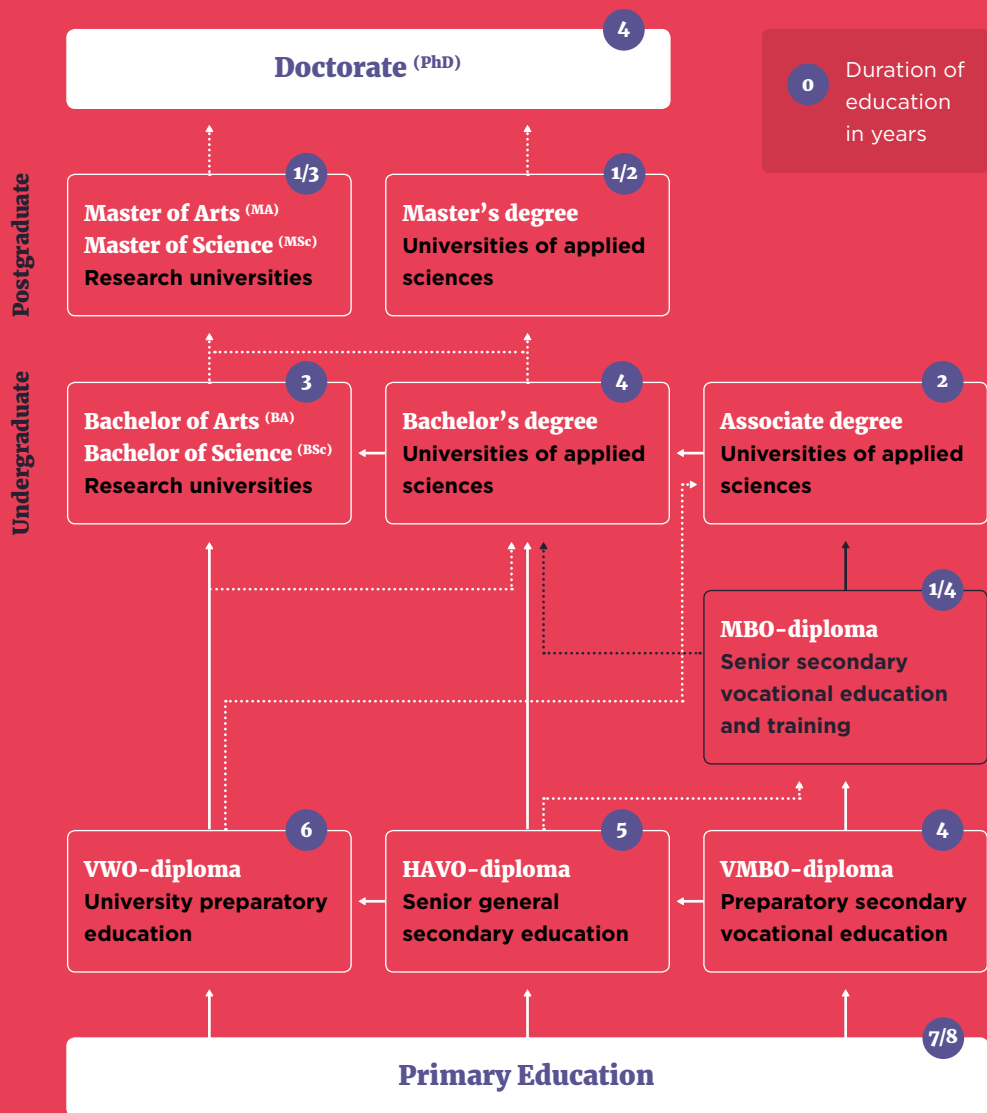 4
Doctorate (PhD)
0
Duration of
education
in years
Postgraduate
1/3
Master of Arts (MA)
Master of Science (MSc)
Research universities
1/2
Master’s degree
Universities of applied
sciences
Undergraduate
3
Bachelor of Arts (BA)
Bachelor of Science (BSc)
Research universities
4
Bachelor’s degree
Universities of applied
sciences
2
Associate degree
Universities of applied
sciences
1/4
MBO-diploma
Senior secondary
vocational education
and training
6
VWO-diploma
University preparatory
education
5
HAVO-diploma
Senior general
secondary education
4
VMBO-diploma
Preparatory secondary
vocational education
7/8
Primary Education